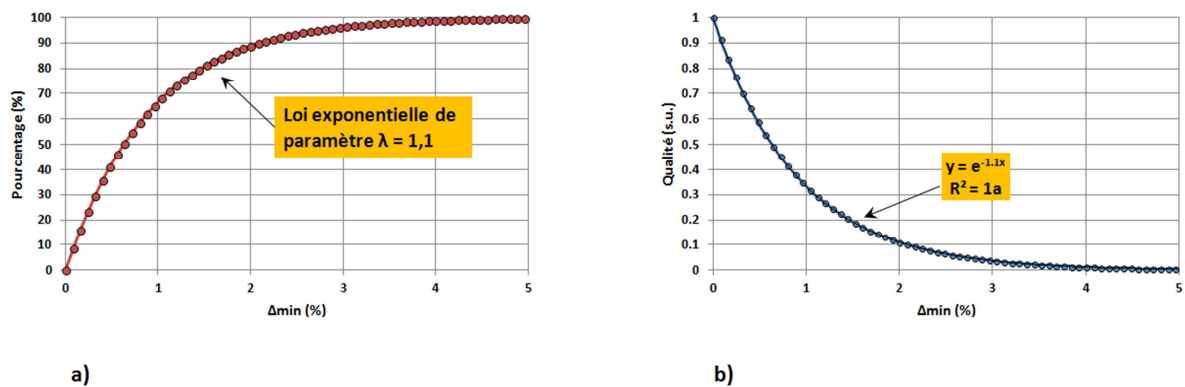 100
90
80
70
60
50
40
30
20
10
0
Pourcentage (%)
Loi exponentielle de
paramètre λ = 1,1
0 1 2 3 4 5
Δmin (%)
a)
1
0.9
0.8
0.7
0.6
0.5
0.4
0.3
0.2
0.1
0
Qualité (s.u.)
y = e^-1.1x
R² = 1a
0 1 2 3 4 5
Δmin (%)
b)